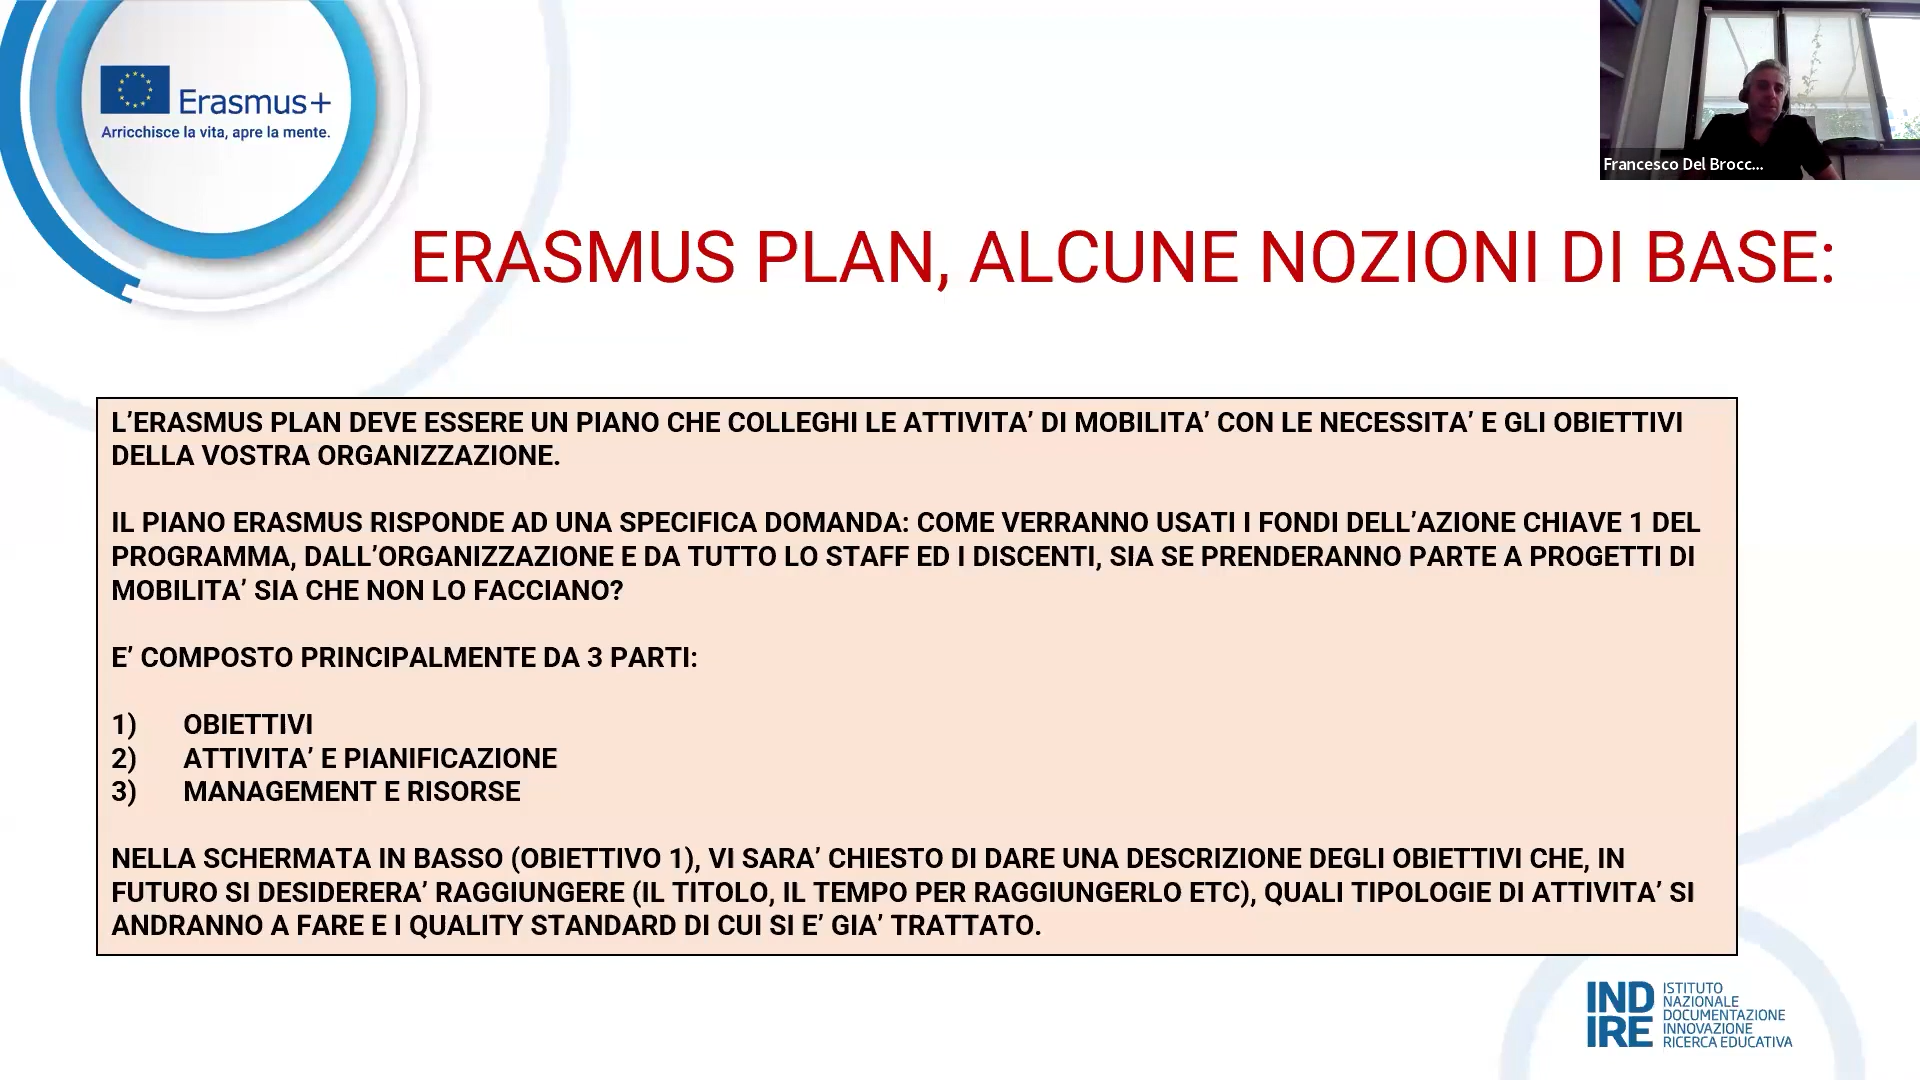 Erasmus+
Arricchisce la vita, apre la mente.
Francesco Del Brocc...
ERASMUS PLAN, ALCUNE NOZIONI DI BASE:
L’ERASMUS PLAN DEVE ESSERE UN PIANO CHE COLLEGHI LE ATTIVITA’ DI MOBILITA’ CON LE NECESSITA’ E GLI OBIETTIVI
DELLA VOSTRA ORGANIZZAZIONE.
IL PIANO ERASMUS RISPONDE AD UNA SPECIFICA DOMANDA: COME VERRANNO USATI I FONDI DELL’AZIONE CHIAVE 1 DEL
PROGRAMMA, DALL’ORGANIZZAZIONE E DA TUTTO LO STAFF ED I DISCENTI, SIA SE PRENDERANNO PARTE A PROGETTI DI
MOBILITA’ SIA CHE NON LO FACCIANO?
E’ COMPOSTO PRINCIPALMENTE DA 3 PARTI:
1) OBIETTIVI
2) ATTIVITA’ E PIANIFICAZIONE
3) MANAGEMENT E RISORSE
NELLA SCHERMATA IN BASSO (OBIETTIVO 1), VI SARA’ CHIESTO DI DARE UNA DESCRIZIONE DEGLI OBIETTIVI CHE, IN
FUTURO SI DESIDERERA’ RAGGIUNGERE (IL TITOLO, IL TEMPO PER RAGGIUNGERLO ETC), QUALI TIPOLOGIE DI ATTIVITA’ SI
ANDRANNO A FARE E I QUALITY STANDARD DI CUI SI E’ GIA’ TRATTATO.
IND
IRE
ISTITUTO
NAZIONALE
DOCUMENTAZIONE
INNOVAZIONE
RICERCA EDUCATIVA